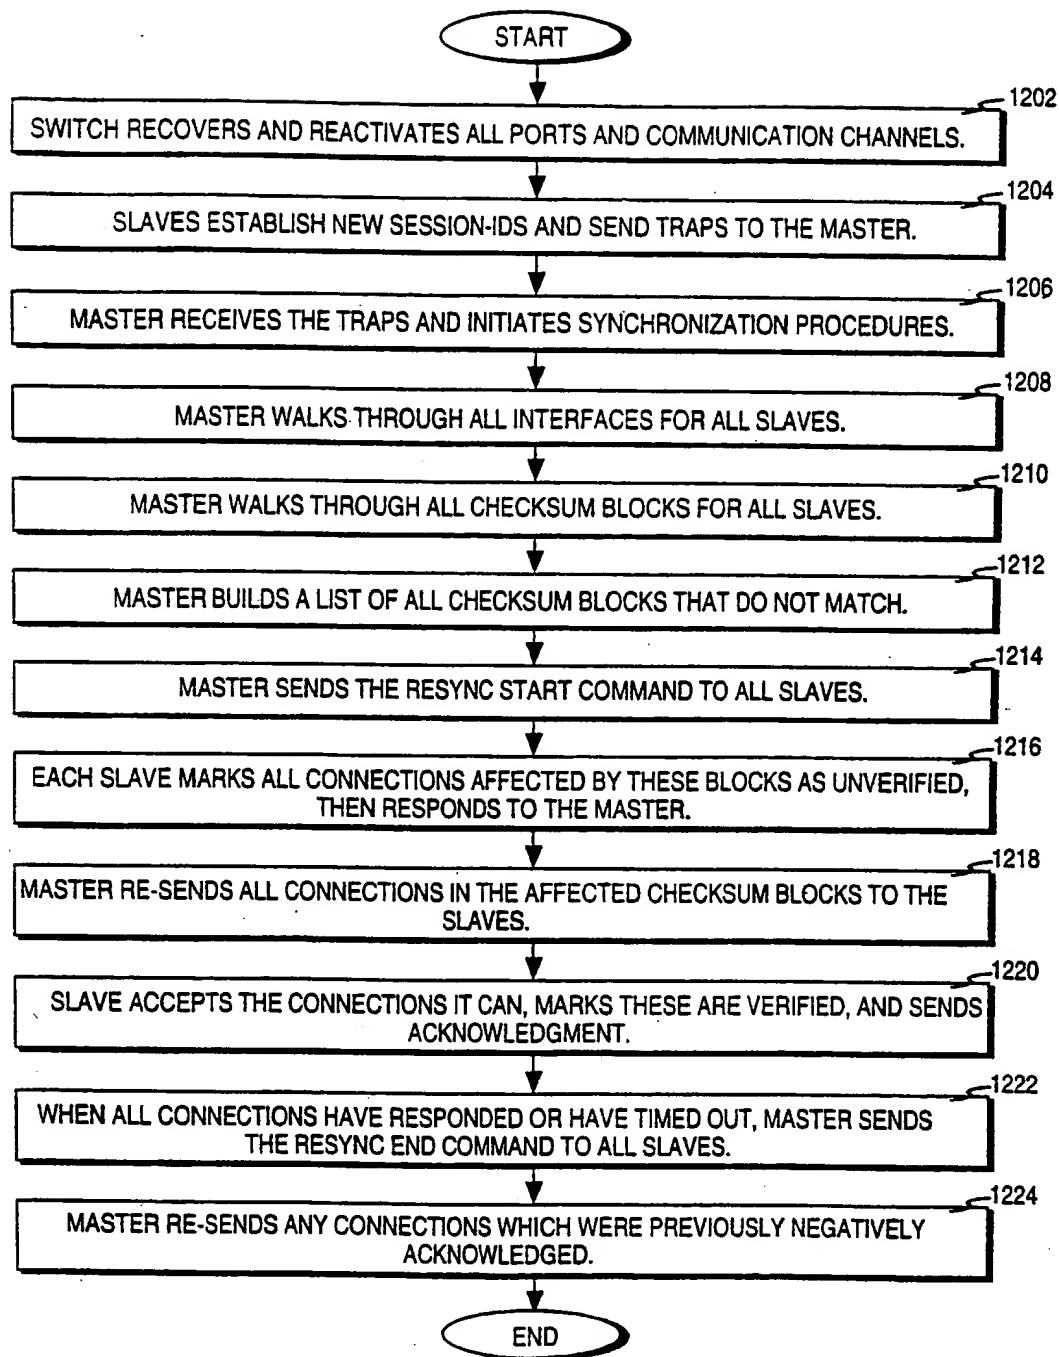 START
1202
SWITCH RECOVERS AND REACTIVATES ALL PORTS AND COMMUNICATION CHANNELS.
1204
SLAVES ESTABLISH NEW SESSION-IDS AND SEND TRAPS TO THE MASTER.
1206
MASTER RECEIVES THE TRAPS AND INITIATES SYNCHRONIZATION PROCEDURES.
1208
MASTER WALKS THROUGH ALL INTERFACES FOR ALL SLAVES.
1210
MASTER WALKS THROUGH ALL CHECKSUM BLOCKS FOR ALL SLAVES.
1212
MASTER BUILDS A LIST OF ALL CHECKSUM BLOCKS THAT DO NOT MATCH.
1214
MASTER SENDS THE RESYNC START COMMAND TO ALL SLAVES.
1216
EACH SLAVE MARKS ALL CONNECTIONS AFFECTED BY THESE BLOCKS AS UNVERIFIED,
THEN RESPONDS TO THE MASTER.
1218
MASTER RE-SENDS ALL CONNECTIONS IN THE AFFECTED CHECKSUM BLOCKS TO THE
SLAVES.
1220
SLAVE ACCEPTS THE CONNECTIONS IT CAN, MARKS THESE ARE VERIFIED, AND SENDS
ACKNOWLEDGMENT.
1222
WHEN ALL CONNECTIONS HAVE RESPONDED OR HAVE TIMED OUT, MASTER SENDS
THE RESYNC END COMMAND TO ALL SLAVES.
1224
MASTER RE-SENDS ANY CONNECTIONS WHICH WERE PREVIOUSLY NEGATIVELY
ACKNOWLEDGED.
END